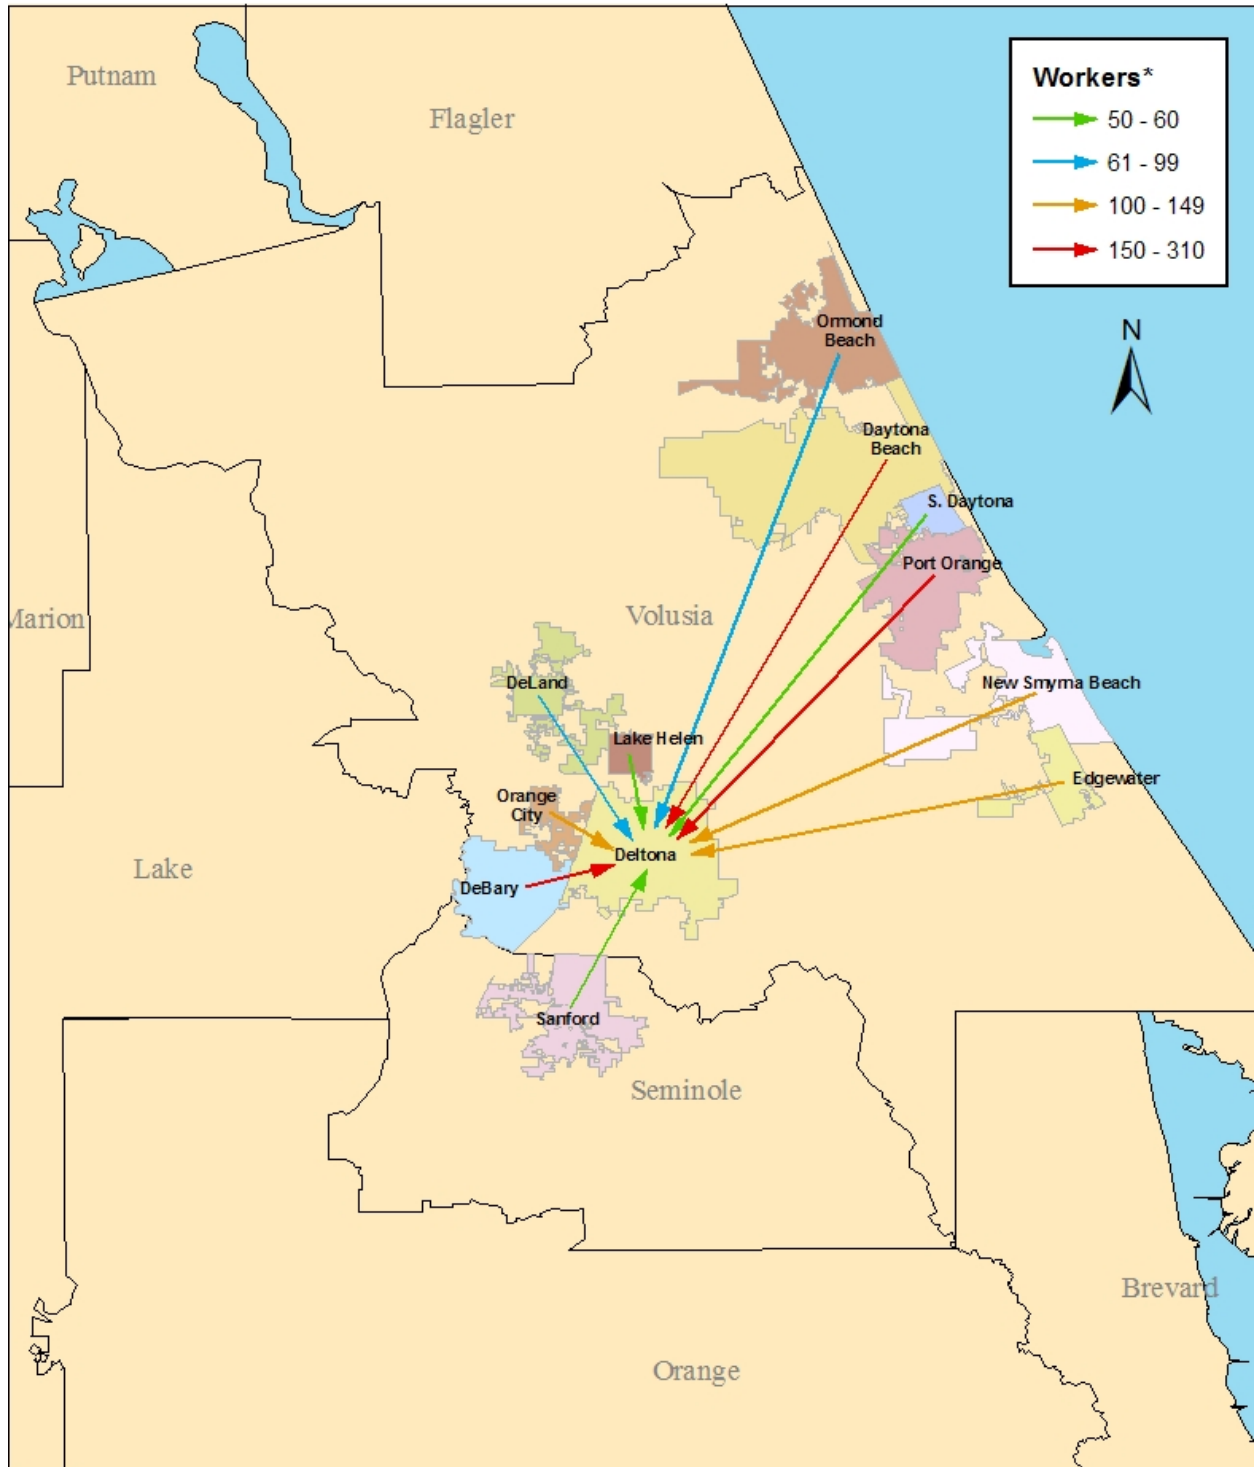 Putnam
Flagler
Workers*
50 - 60
61 - 99
100 - 149
150 - 310
N
Ormond
Beach
Daytona
Beach
S. Daytona
Port Orange
Volusia
Marion
DeLand
New Smyrna Beach
Lake Helen
Edgewater
Orange
City
Deltona
Lake
DeBary
Sanford
Seminole
Brevard
Orange